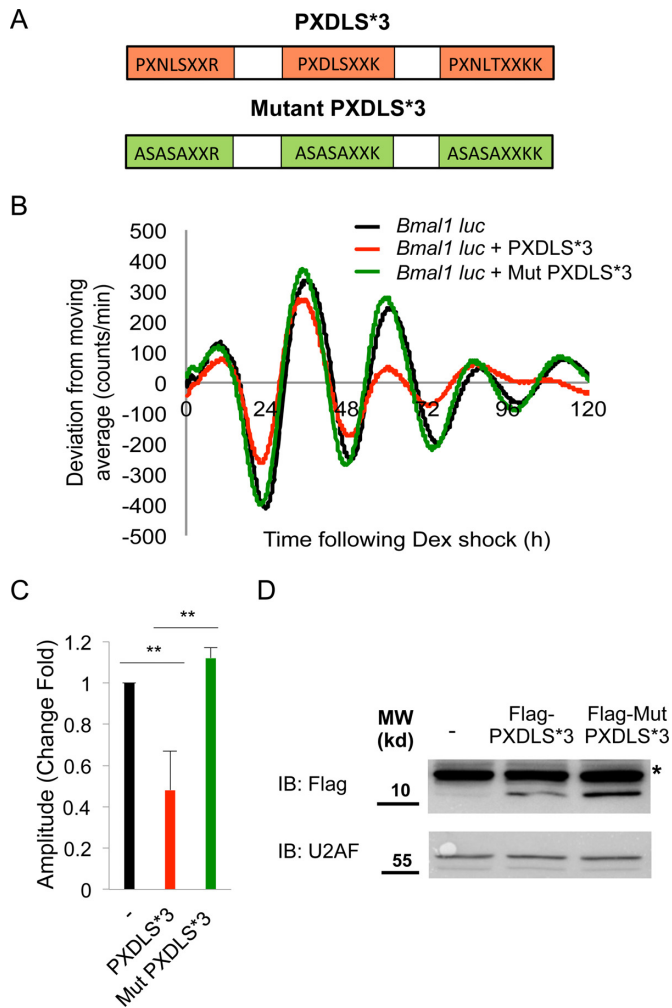 A
PXDLS*3
PXNLSXXR PXDLSXXK PXNLTXXKK
Mutant PXDLS*3
ASASAXXR ASASAXXK ASASAXXKK
B
Bmal1 luc
Bmal1 luc + PXDLS*3
Bmal1 luc + Mut PXDLS*3
Deviation from moving
average (counts/min)
500
400
300
200
100
0
-100
-200
-300
-400
-500
0 24 48 72 96 120
Time following Dex shock (h)
C
Amplitude (Change Fold)
1.2
1
0.8
0.6
0.4
0.2
0
**
**
-
PXDLS*3
Mut PXDLS*3
D
MW
(kd)
-
Flag-
PXDLS*3
Flag-Mut
PXDLS*3
IB: Flag
10
*
IB: U2AF
55